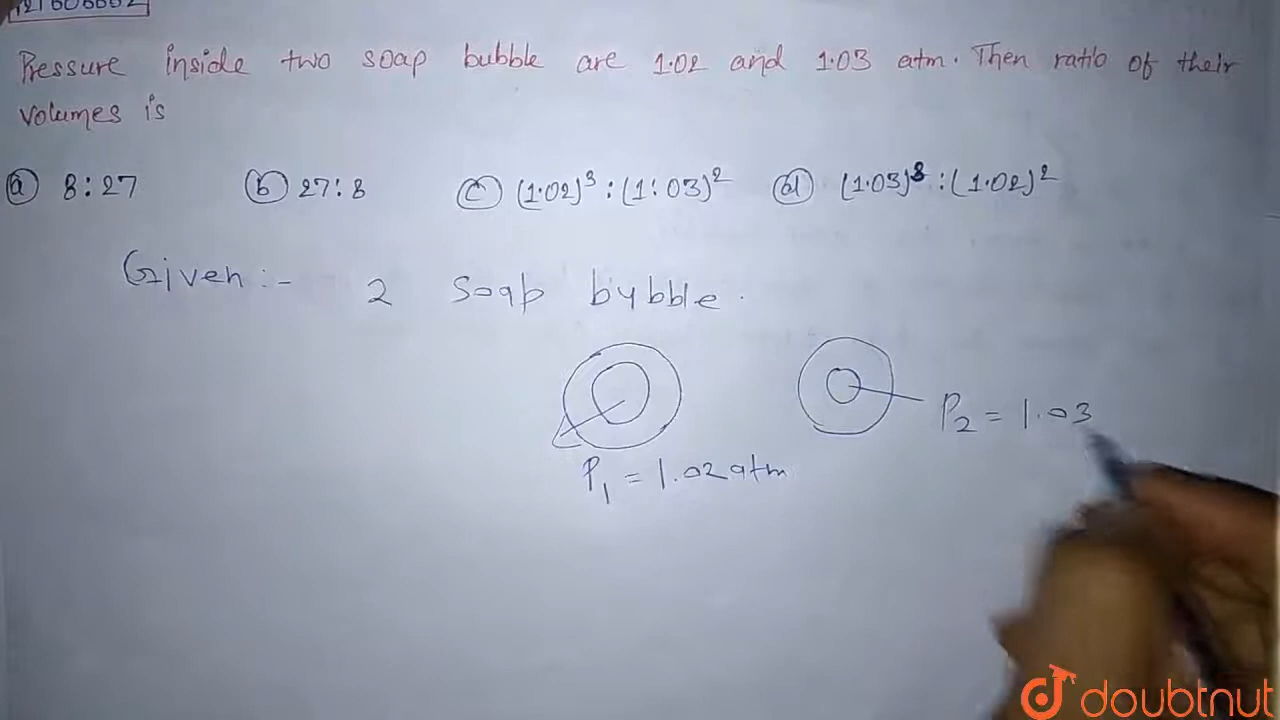 Pressure inside two soap bubble are 1.02 and 1.03 atm. Then ratio of their
volumes is
(a) 8:27 (b) 27:8 (c) (1.02)³ : (1:03)² (d) (1.03)³ : (1.02)²
Given :- 2 soap bubble.
P₂ = 1.03
P₁ = 1.02 atm
doubtnut